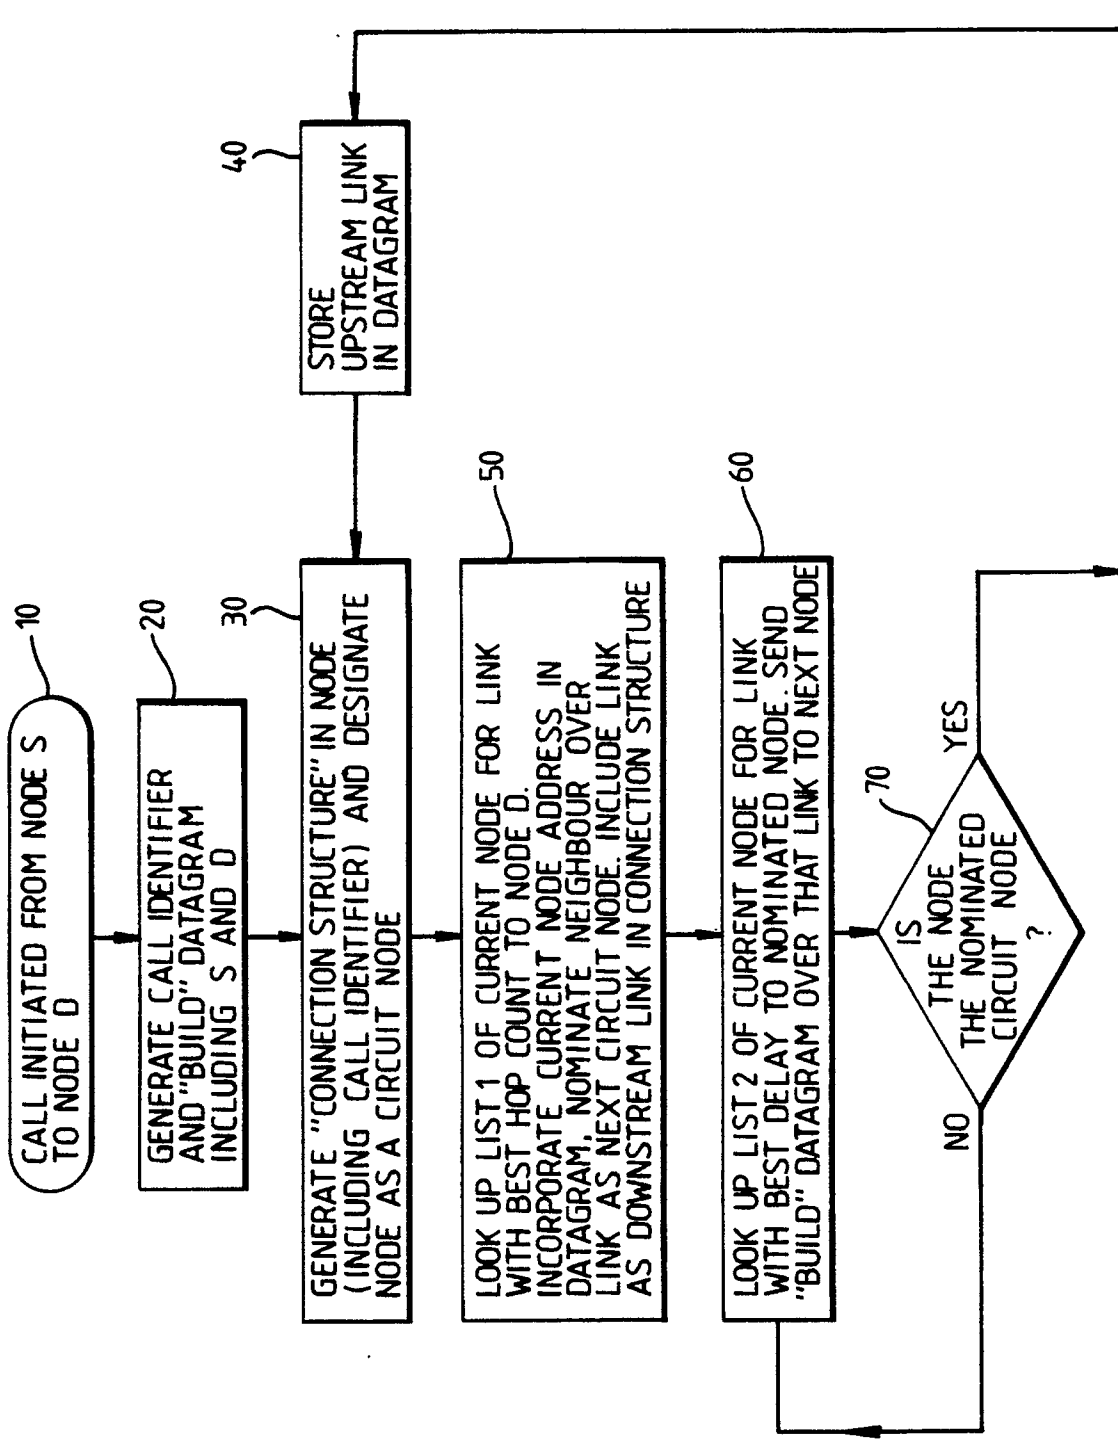 CALL INITIATED FROM NODE S
TO NODE D
10
GENERATE CALL IDENTIFIER
AND "BUILD" DATAGRAM
INCLUDING S AND D
20
GENERATE "CONNECTION STRUCTURE" IN NODE
(INCLUDING CALL IDENTIFIER) AND DESIGNATE
NODE AS A CIRCUIT NODE
30
STORE
UPSTREAM LINK
IN DATAGRAM
40
LOOK UP LIST 1 OF CURRENT NODE FOR LINK
WITH BEST HOP COUNT TO NODE D.
INCORPORATE CURRENT NODE ADDRESS IN
DATAGRAM, NOMINATE NEIGHBOUR OVER
LINK AS NEXT CIRCUIT NODE. INCLUDE LINK
AS DOWNSTREAM LINK IN CONNECTION STRUCTURE
50
LOOK UP LIST 2 OF CURRENT NODE FOR LINK
WITH BEST DELAY TO NOMINATED NODE. SEND
"BUILD" DATAGRAM OVER THAT LINK TO NEXT NODE
60
IS
THE NODE
THE NOMINATED
CIRCUIT NODE
?
70
NO
YES